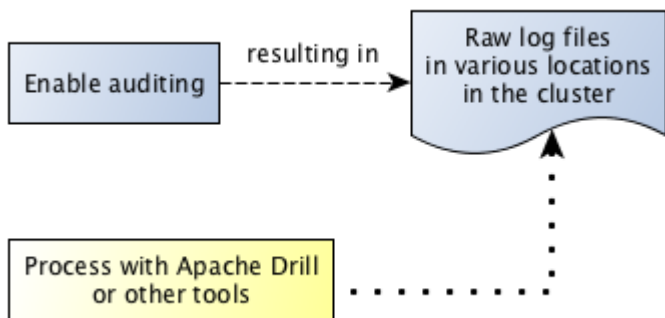 Enable auditing
resulting in
Raw log files
in various locations
in the cluster
Process with Apache Drill
or other tools